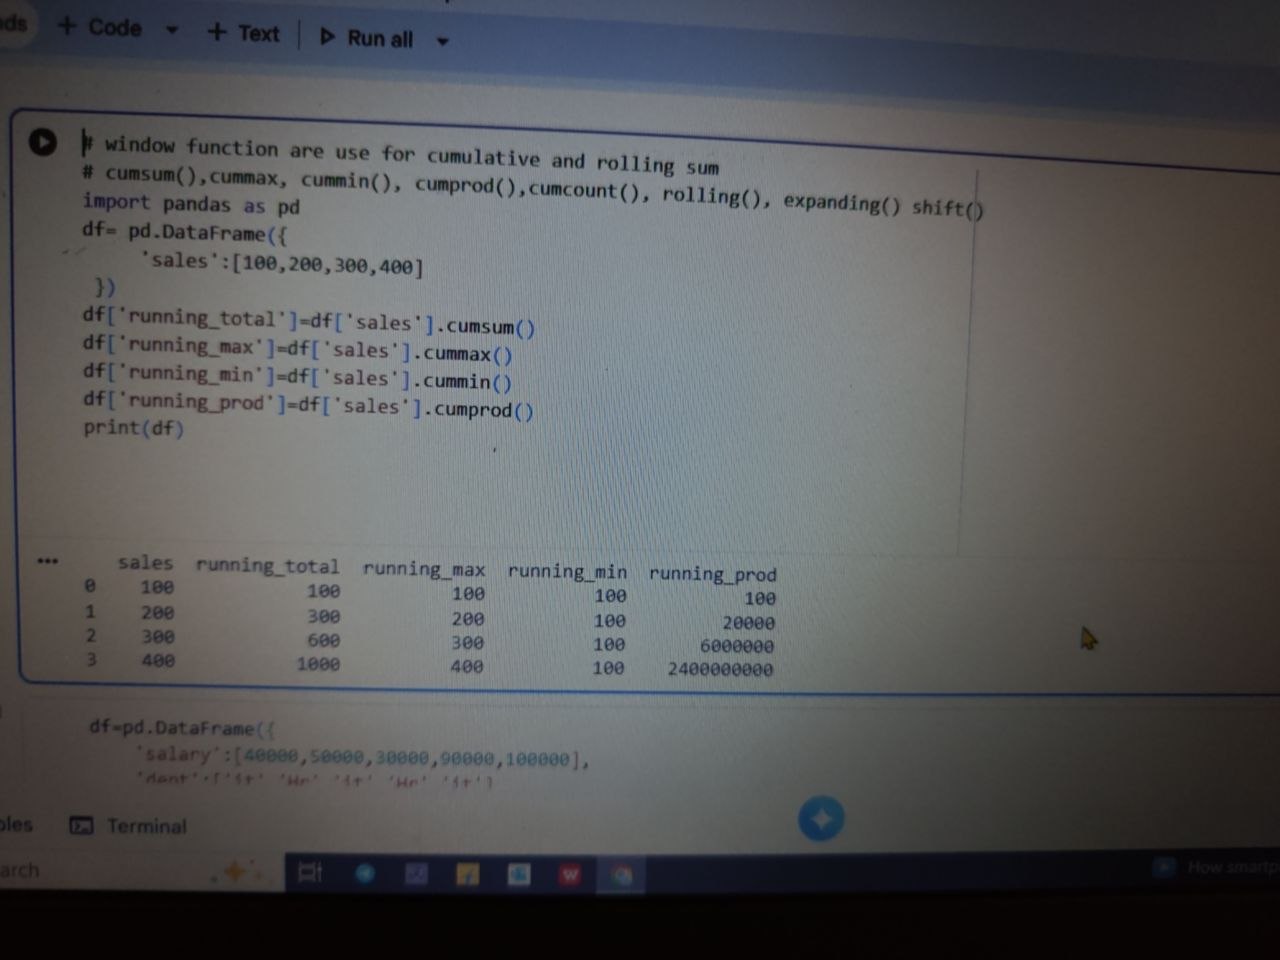 ds + Code + Text Run all
# window function are use for cumulative and rolling sum
# cumsum(),cummax, cummin(), cumprod(),cumcount(), rolling(), expanding() shift()
import pandas as pd
df= pd.DataFrame({
'sales':[100,200,300,400]
})
df['running_total']=df['sales'].cumsum()
df['running_max']=df['sales'].cummax()
df['running_min']=df['sales'].cummin()
df['running_prod']=df['sales'].cumprod()
print(df)
sales running_total running_max running_min running_prod
0 100 100 100 100 100
1 200 300 200 100 20000
2 300 600 300 100 6000000
3 400 1000 400 100 2400000000
df=pd.DataFrame({
'salary':[40000,50000,30000,90000,100000],
Terminal
arch
W
How smartp